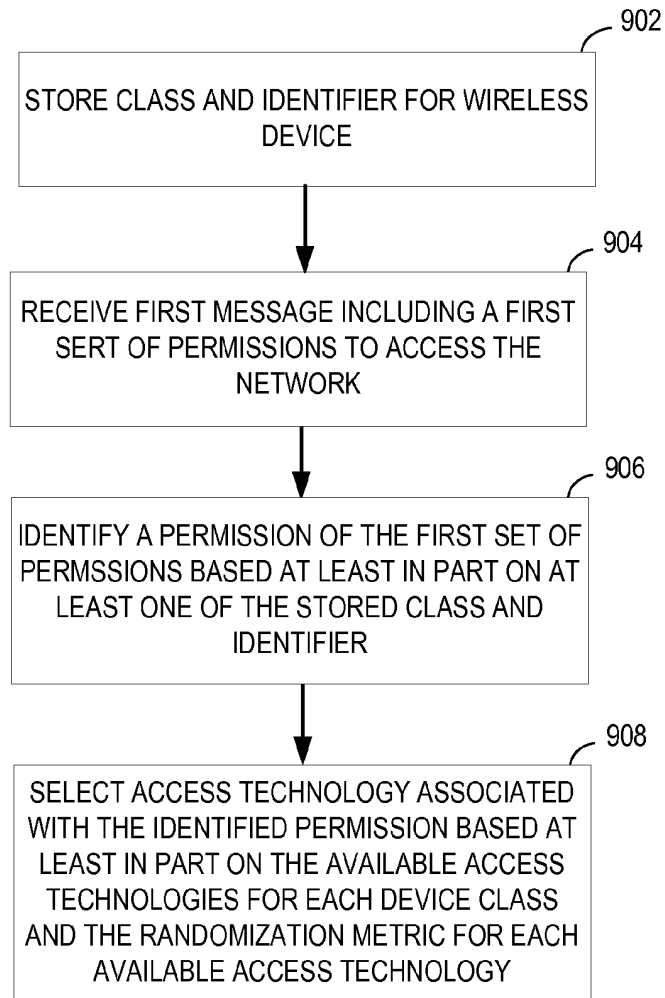 902
STORE CLASS AND IDENTIFIER FOR WIRELESS
DEVICE
904
RECEIVE FIRST MESSAGE INCLUDING A FIRST
SERT OF PERMISSIONS TO ACCESS THE
NETWORK
906
IDENTIFY A PERMISSION OF THE FIRST SET OF
PERMSSIONS BASED AT LEAST IN PART ON AT
LEAST ONE OF THE STORED CLASS AND
IDENTIFIER
908
SELECT ACCESS TECHNOLOGY ASSOCIATED
WITH THE IDENTIFIED PERMISSION BASED AT
LEAST IN PART ON THE AVAILABLE ACCESS
TECHNOLOGIES FOR EACH DEVICE CLASS
AND THE RANDOMIZATION METRIC FOR EACH
AVAILABLE ACCESS TECHNOLOGY